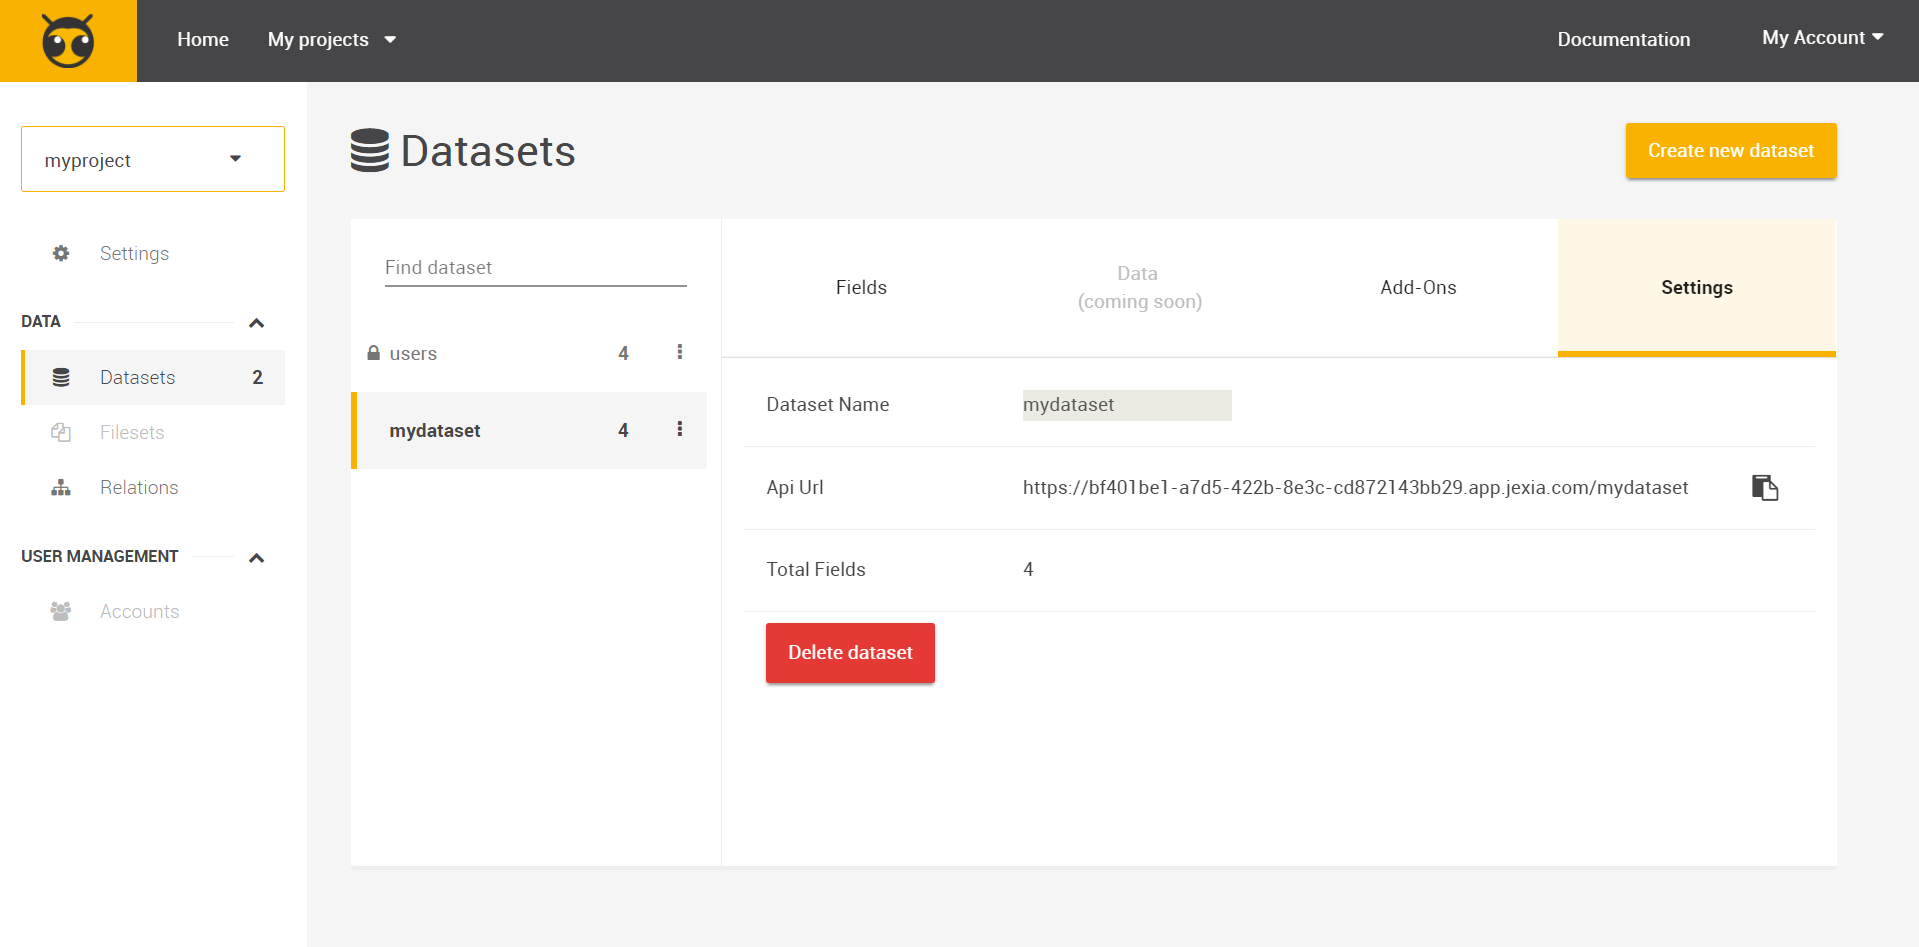 Home
My projects
Documentation
My Account
myproject
Settings
DATA
Datasets 2
Filesets
Relations
USER MANAGEMENT
Accounts
Datasets
Create new dataset
Find dataset
users 4
mydataset 4
Fields
Data
(coming soon)
Add-Ons
Settings
Dataset Name mydataset
Api Url https://bf401be1-a7d5-422b-8e3c-cd872143bb29.app.jexia.com/mydataset
Total Fields 4
Delete dataset